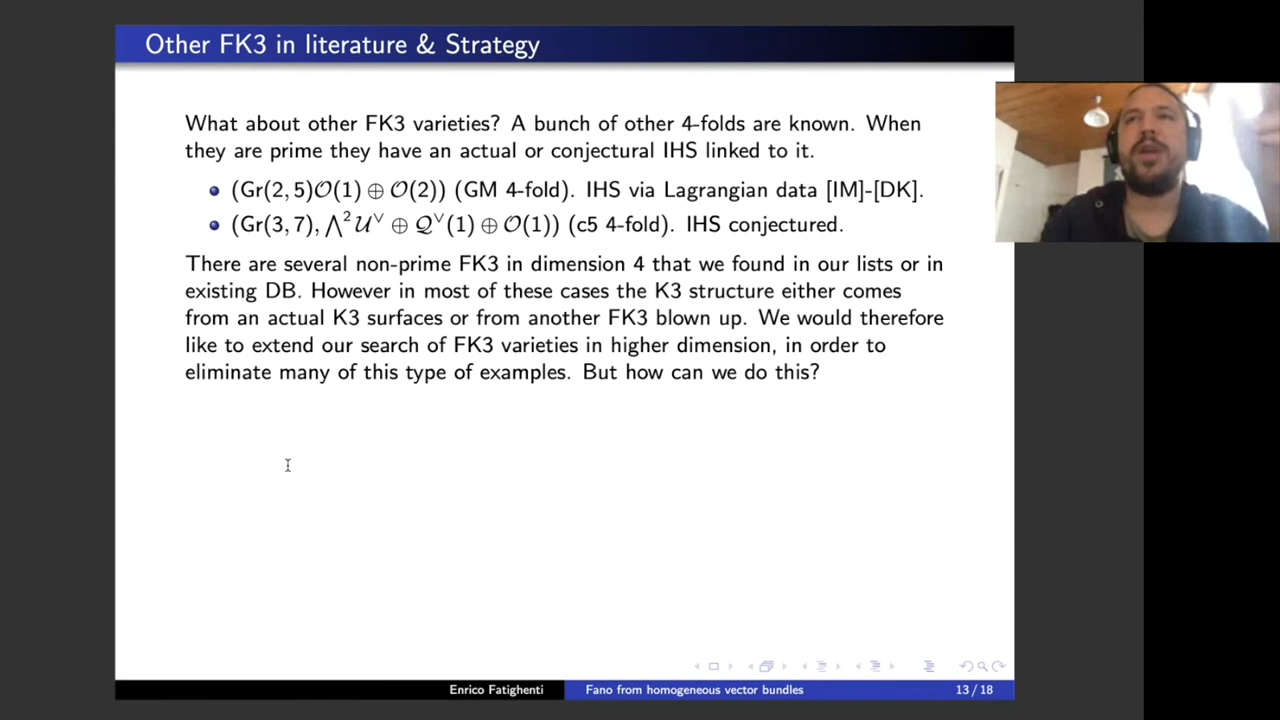 Other FK3 in literature & Strategy
What about other FK3 varieties? A bunch of other 4-folds are known. When
they are prime they have an actual or conjectural IHS linked to it.
(Gr(2, 5)𝒪(1) ⊕ 𝒪(2)) (GM 4-fold). IHS via Lagrangian data [IM]-[DK].
(Gr(3, 7), ⋀² 𝒰^∨ ⊕ 𝒬^∨(1) ⊕ 𝒪(1)) (c5 4-fold). IHS conjectured.
There are several non-prime FK3 in dimension 4 that we found in our lists or in
existing DB. However in most of these cases the K3 structure either comes
from an actual K3 surfaces or from another FK3 blown up. We would therefore
like to extend our search of FK3 varieties in higher dimension, in order to
eliminate many of this type of examples. But how can we do this?
Enrico Fatighenti Fano from homogeneous vector bundles 13 / 18